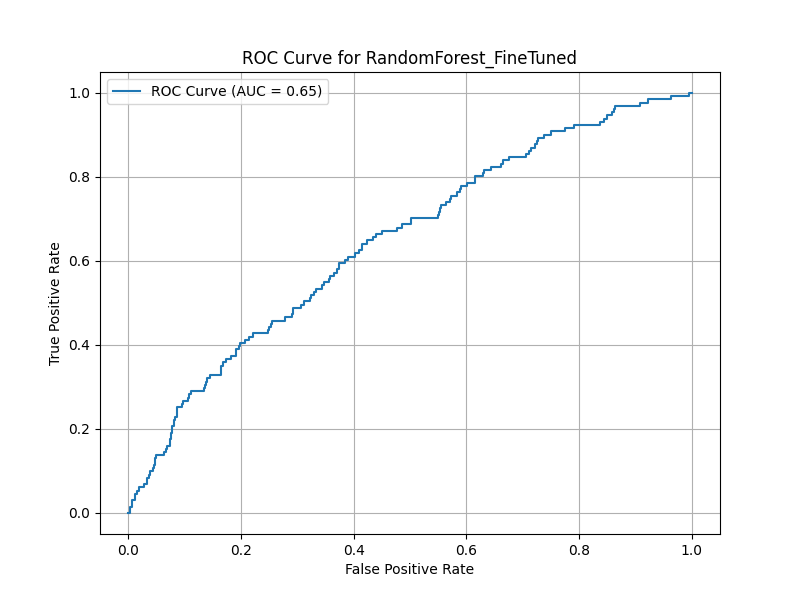 ROC Curve for RandomForest_FineTuned
ROC Curve (AUC = 0.65)
True Positive Rate
1.0
0.8
0.6
0.4
0.2
0.0
0.0 0.2 0.4 0.6 0.8 1.0
False Positive Rate